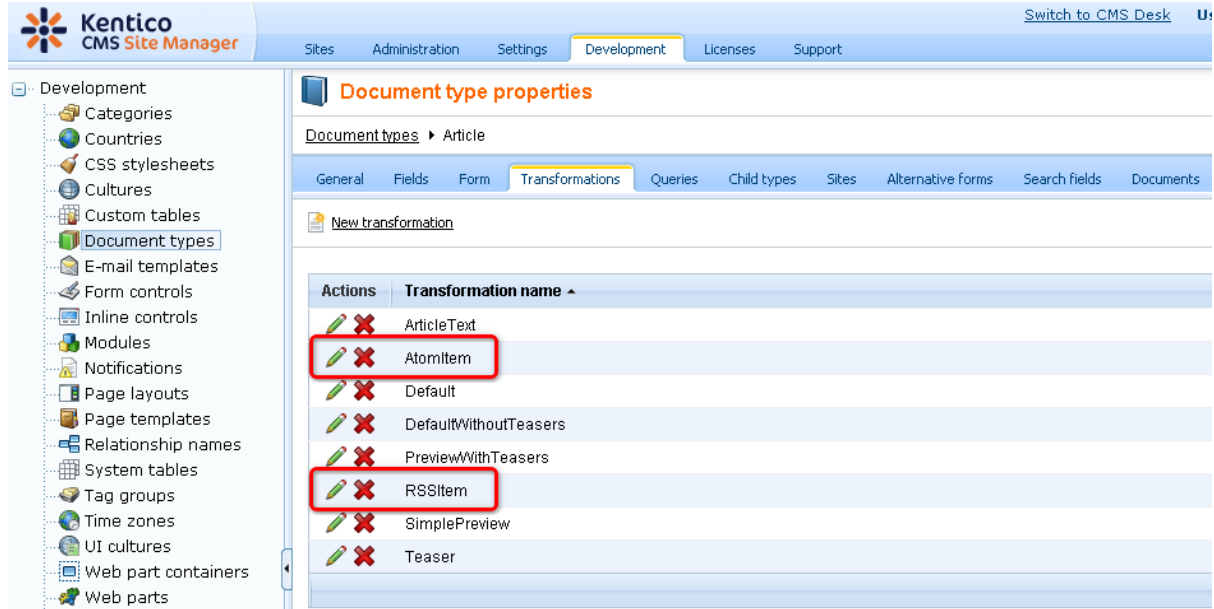 Kentico
CMS Site Manager
Switch to CMS Desk
Sites Administration Settings Development Licenses Support
Development
Categories
Countries
CSS stylesheets
Cultures
Custom tables
Document types
E-mail templates
Form controls
Inline controls
Modules
Notifications
Page layouts
Page templates
Relationship names
System tables
Tag groups
Time zones
UI cultures
Web part containers
Web parts
Document type properties
Document types Article
General Fields Form Transformations Queries Child types Sites Alternative forms Search fields Documents
New transformation
Actions Transformation name
ArticleText
AtomItem
Default
DefaultWithoutTeasers
PreviewWithTeasers
RSSItem
SimplePreview
Teaser